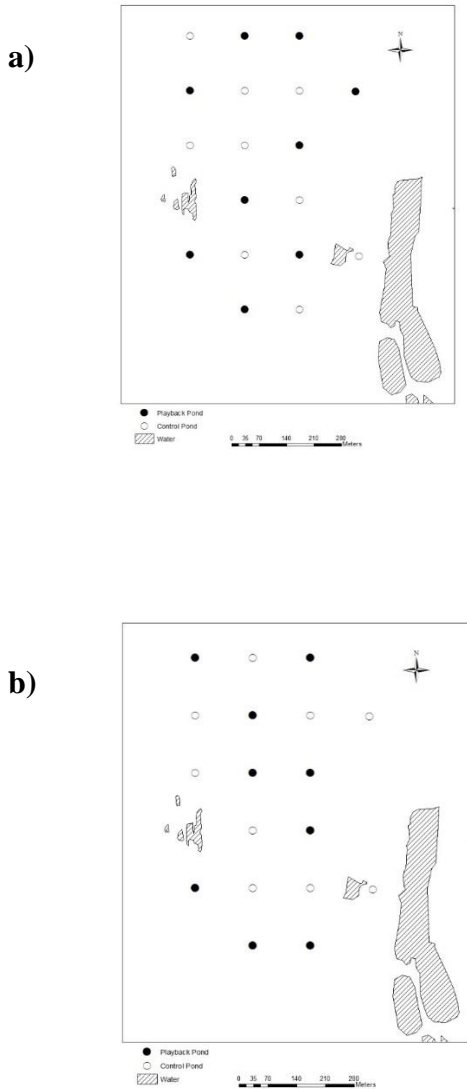 a)
N
Playback Pond
Control Pond
Water
0 35 70 140 210 280
Meters
b)
N
Playback Pond
Control Pond
Water
0 35 70 140 210 280
Meters